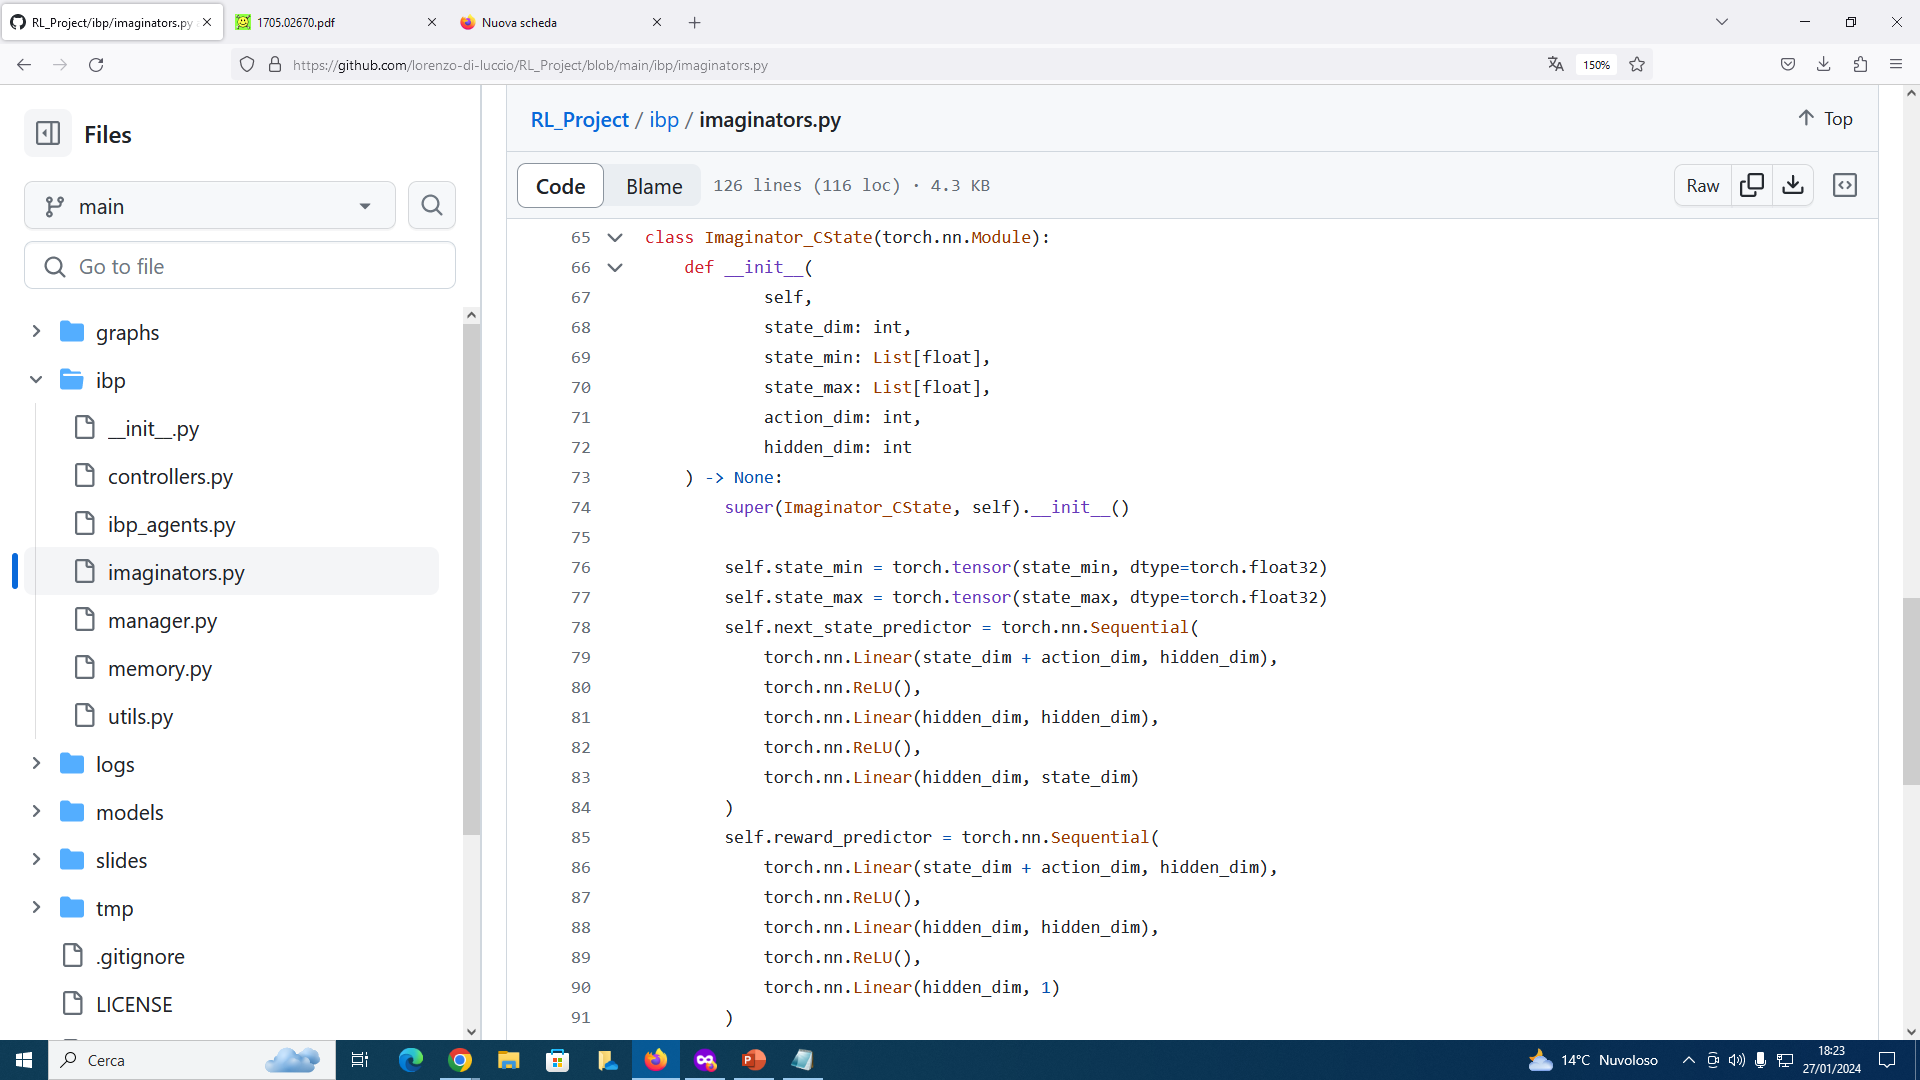 RL_Project/ibp/imaginators.py
1705.02670.pdf
Nuova scheda
https://github.com/lorenzo-di-luccio/RL_Project/blob/main/ibp/imaginators.py
150%
Files
main
Go to file
graphs
ibp
__init__.py
controllers.py
ibp_agents.py
imaginators.py
manager.py
memory.py
utils.py
logs
models
slides
tmp
.gitignore
LICENSE
RL_Project / ibp / imaginators.py
Top
Code Blame 126 lines (116 loc) · 4.3 KB
Raw
65 class Imaginator_CState(torch.nn.Module):
66     def __init__(
67             self,
68             state_dim: int,
69             state_min: List[float],
70             state_max: List[float],
71             action_dim: int,
72             hidden_dim: int
73     ) -> None:
74         super(Imaginator_CState, self).__init__()
75
76         self.state_min = torch.tensor(state_min, dtype=torch.float32)
77         self.state_max = torch.tensor(state_max, dtype=torch.float32)
78         self.next_state_predictor = torch.nn.Sequential(
79             torch.nn.Linear(state_dim + action_dim, hidden_dim),
80             torch.nn.ReLU(),
81             torch.nn.Linear(hidden_dim, hidden_dim),
82             torch.nn.ReLU(),
83             torch.nn.Linear(hidden_dim, state_dim)
84         )
85         self.reward_predictor = torch.nn.Sequential(
86             torch.nn.Linear(state_dim + action_dim, hidden_dim),
87             torch.nn.ReLU(),
88             torch.nn.Linear(hidden_dim, hidden_dim),
89             torch.nn.ReLU(),
90             torch.nn.Linear(hidden_dim, 1)
91         )
Cerca
14°C Nuvoloso
18:23
27/01/2024